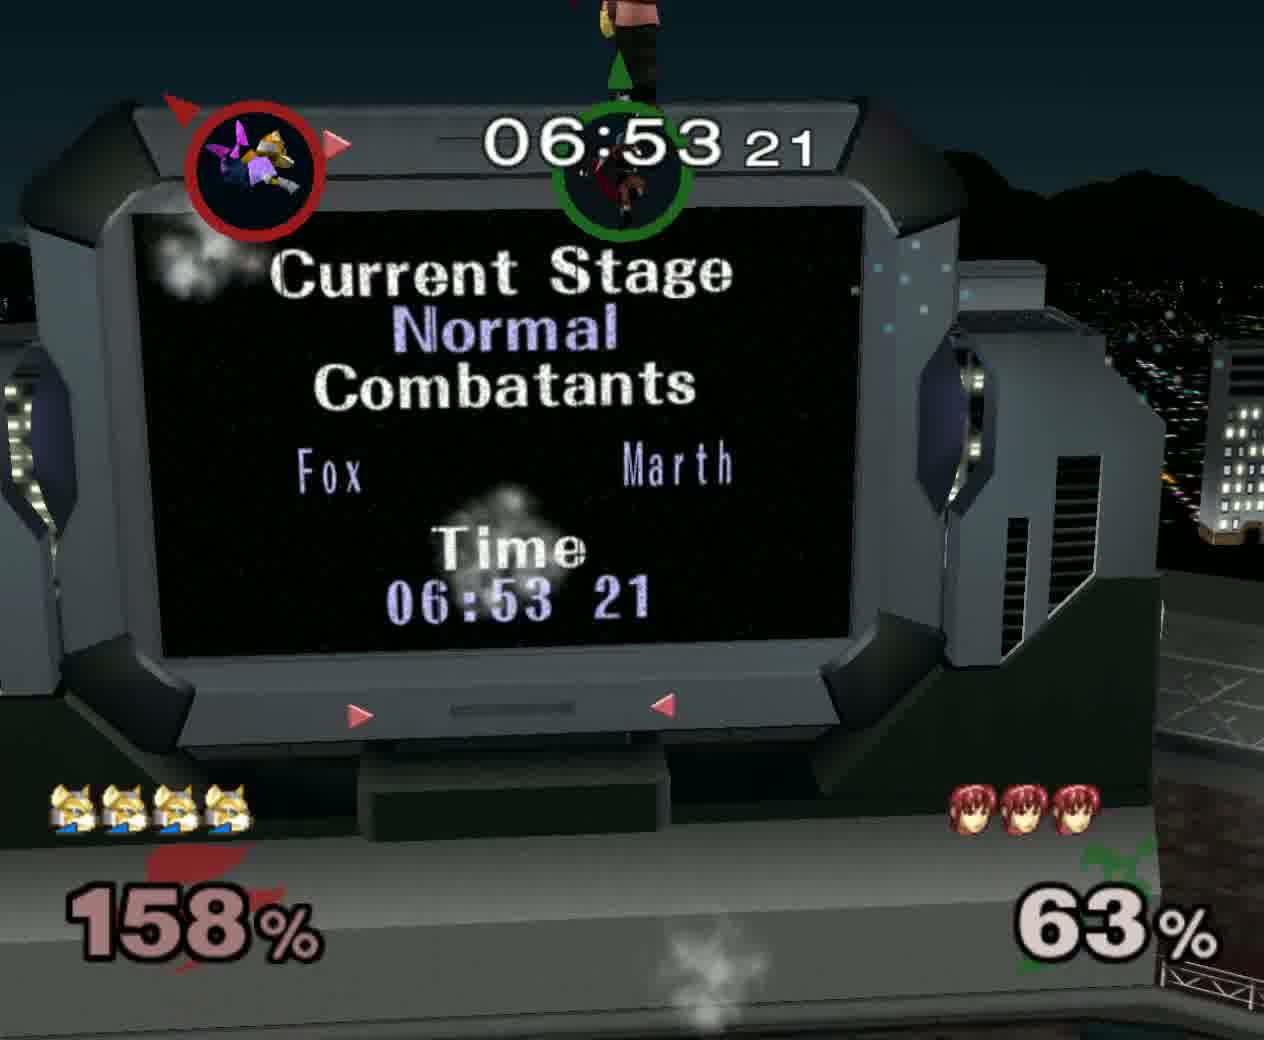 06:53 21
Current Stage
Normal
Combatants
Fox Marth
Time
06:53 21
158% 63%